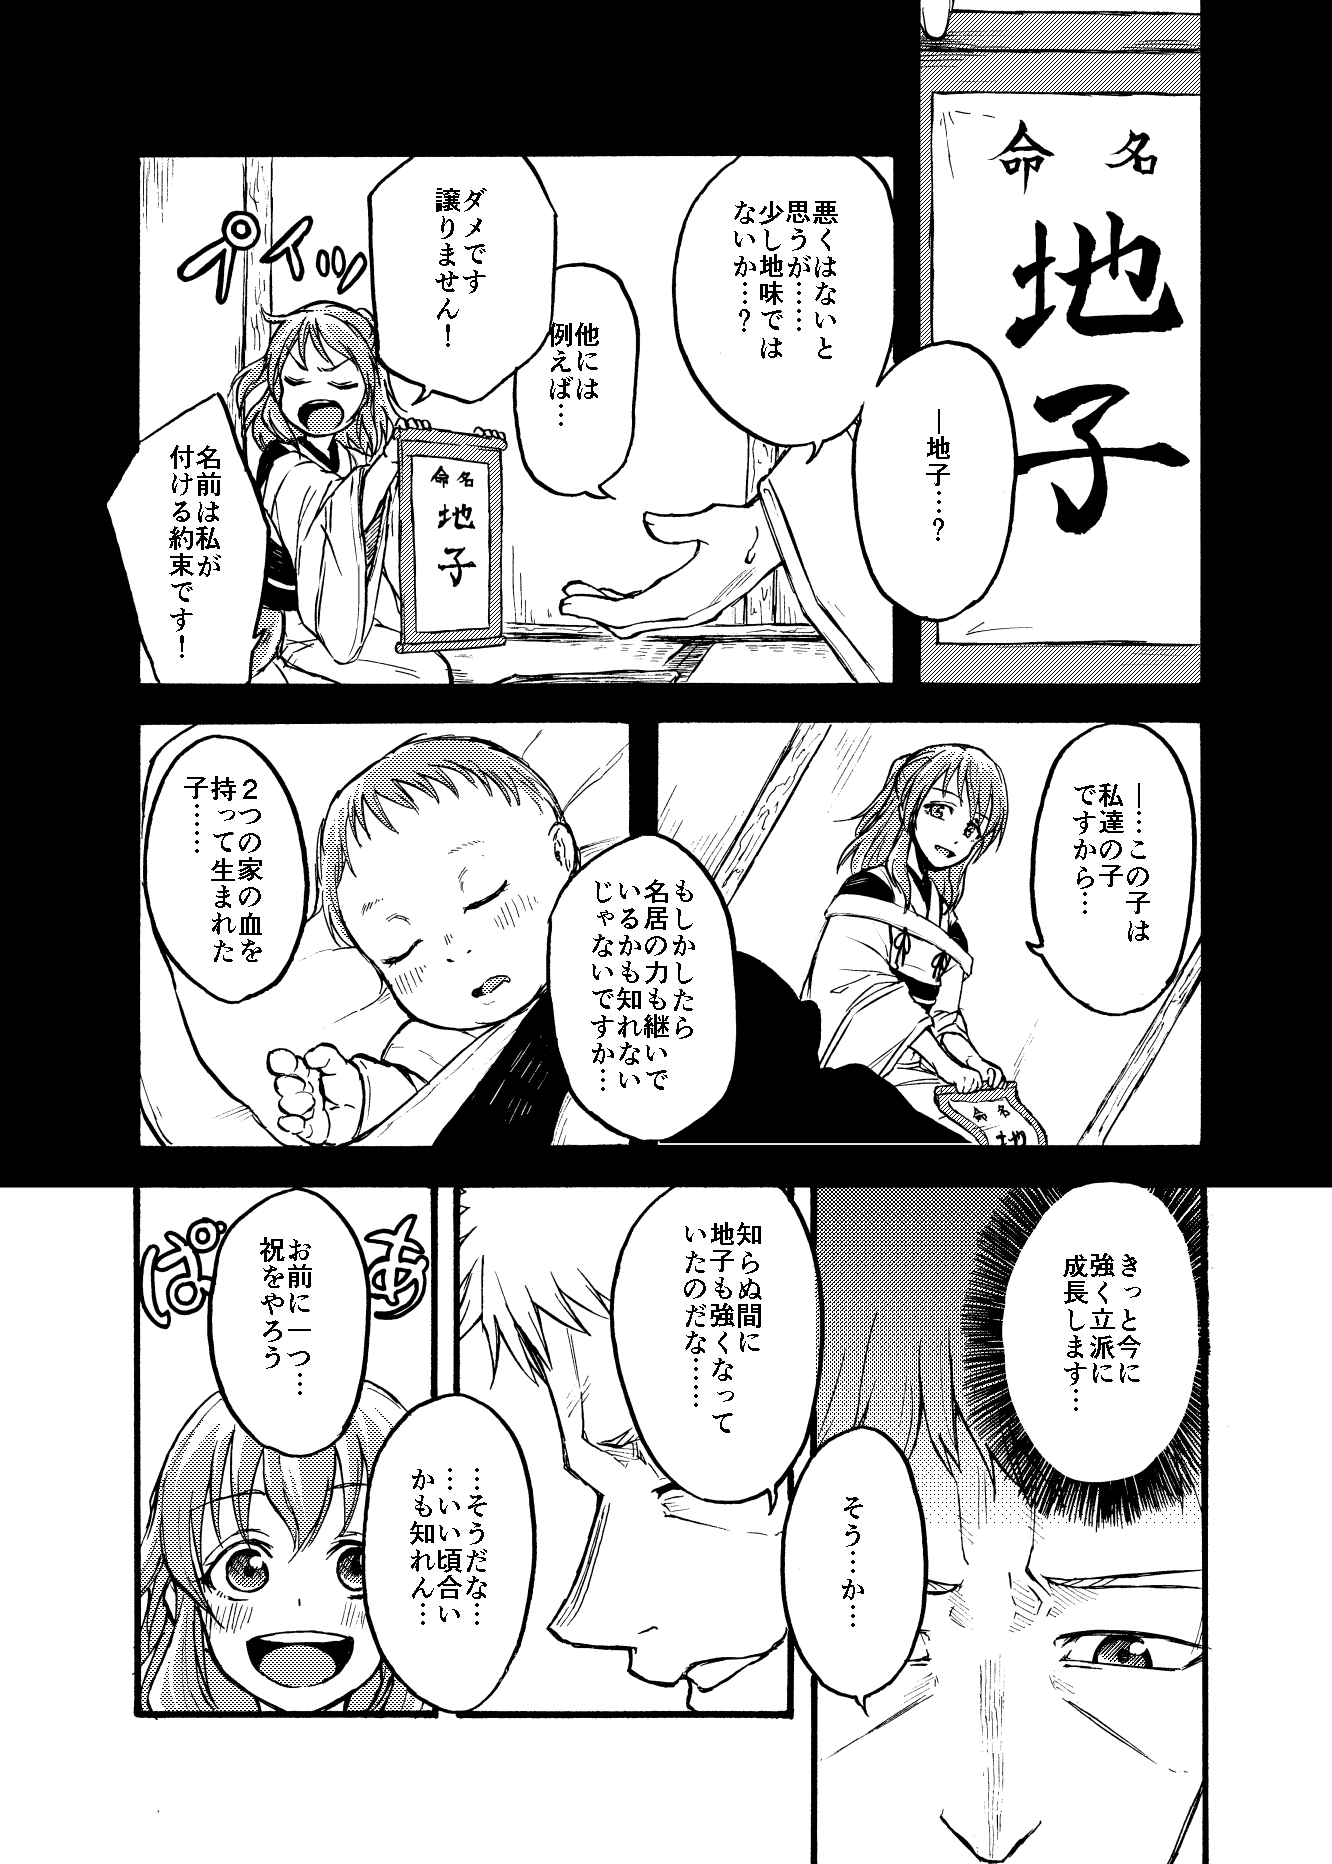 命名
地子
―地子…？
悪くはないと
思うが……
少し地味では
ないか…？
他には
例えば…
ダメです
譲りません！
プイッ
命名
地子
名前は私が
付ける約束です！
―…この子は
私達の子
ですから…
命名
地
もしかしたら
名居の力も継いで
いるかも知れない
じゃないですか…
２つの家の血を
持って生まれた
子……
きっと今に
強く立派に
成長します…
そう…か…
知らぬ間に
地子も強くなって
いたのだな……
…そうだな…
…いい頃合い
かも知れん…
お前に一つ…
祝をやろう
ぱあ